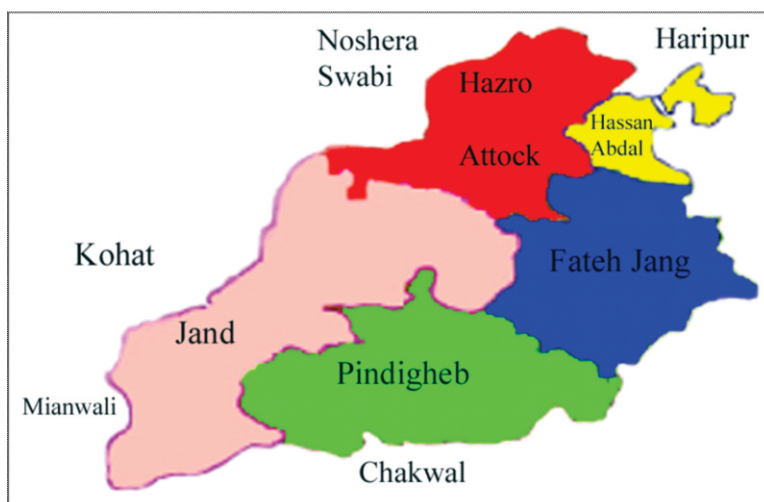 Noshera
Swabi
Haripur
Hazro
Hassan
Abdal
Attock
Kohat
Fateh Jang
Jand
Pindigheb
Mianwali
Chakwal